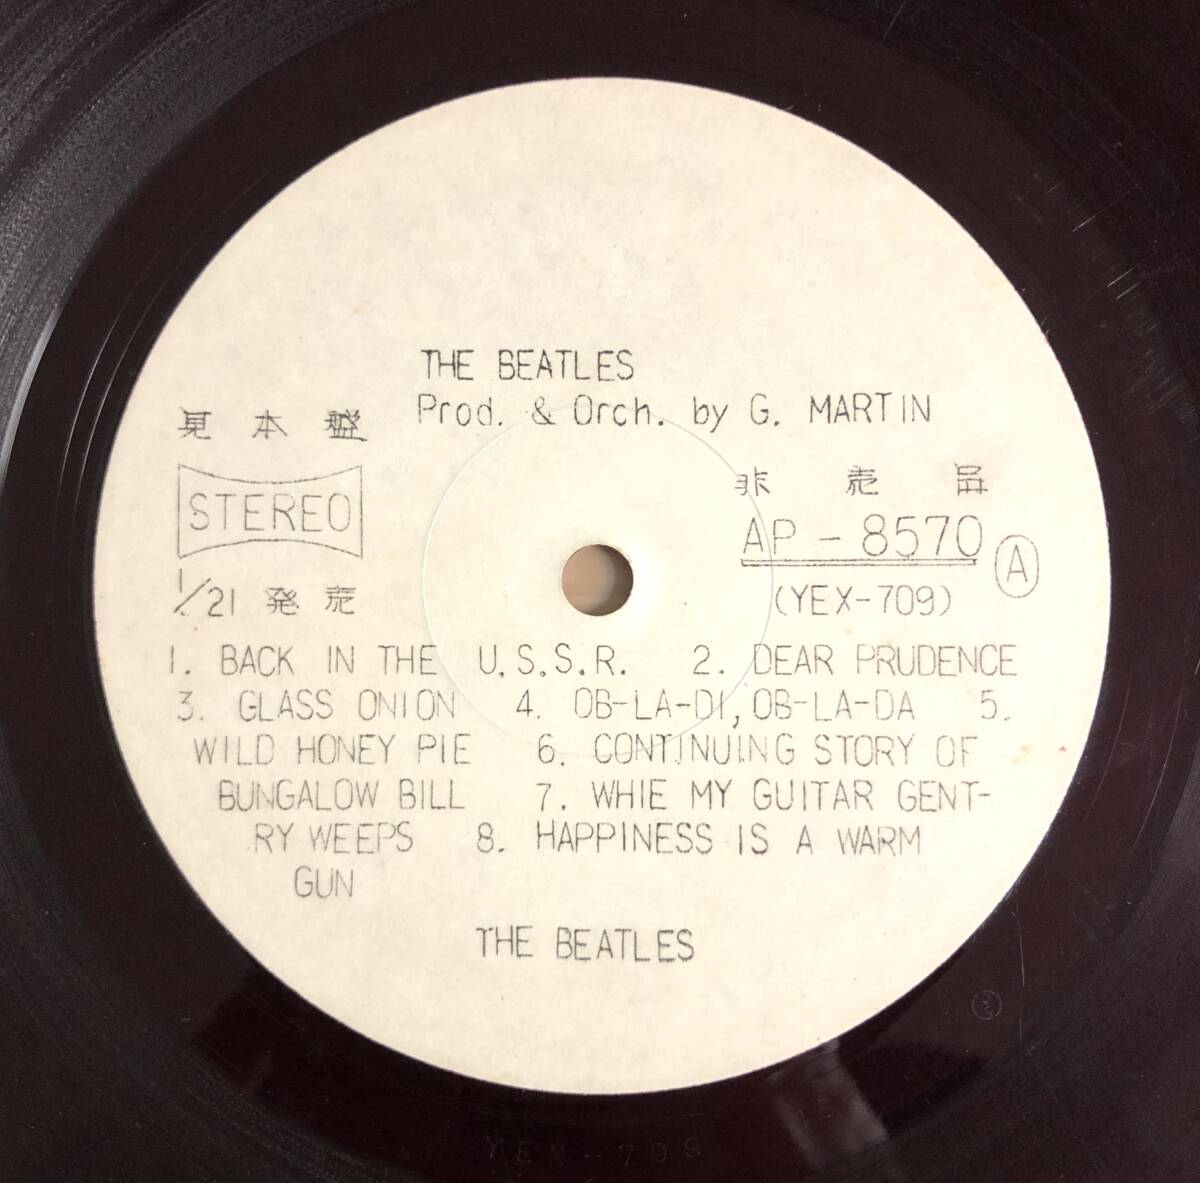 THE BEATLES
Prod. & Orch. by G. MARTIN
見本盤
STEREO
1/21 発売
非売品
AP-8570
A
(YEX-709)
1. BACK IN THE U.S.S.R. 2. DEAR PRUDENCE
3. GLASS ONION 4. OB-LA-DI, OB-LA-DA 5.
WILD HONEY PIE 6. CONTINUING STORY OF
BUNGALOW BILL 7. WHIE MY GUITAR GENT-
RY WEEPS 8. HAPPINESS IS A WARM
GUN
THE BEATLES
YEX-709